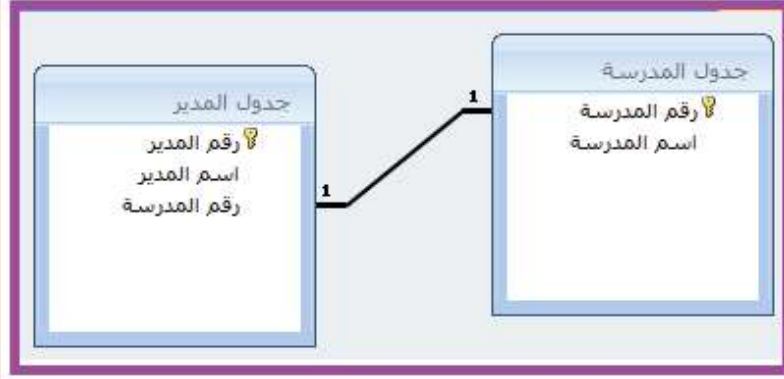 جدول المدرسة
رقم المدرسة
اسم المدرسة
1
جدول المدير
رقم المدير
اسم المدير
رقم المدرسة
1